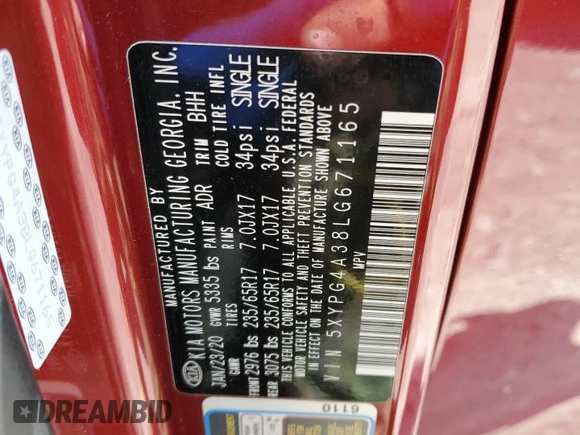 MANUFACTURED BY
KIA MOTORS MANUFACTURING GEORGIA, INC.
JAN/23/20 PAINT ADR TRIM BHH
GVWR 5335 lbs
GAWR TIRES RIMS COLD TIRE INFL
FRONT 2976 lbs 235/65R17 7.0JX17 34psi SINGLE
REAR 3075 lbs 235/65R17 7.0JX17 34psi SINGLE
THIS VEHICLE CONFORMS TO ALL APPLICABLE U.S.A. FEDERAL
MOTOR VEHICLE SAFETY AND THEFT PREVENTION
STANDARDS IN EFFECT ON THE DATE OF MANUFACTURE SHOWN ABOVE
VIN 5XYPG4A38LG671165
MPV
KIA
6110
DREAMBID